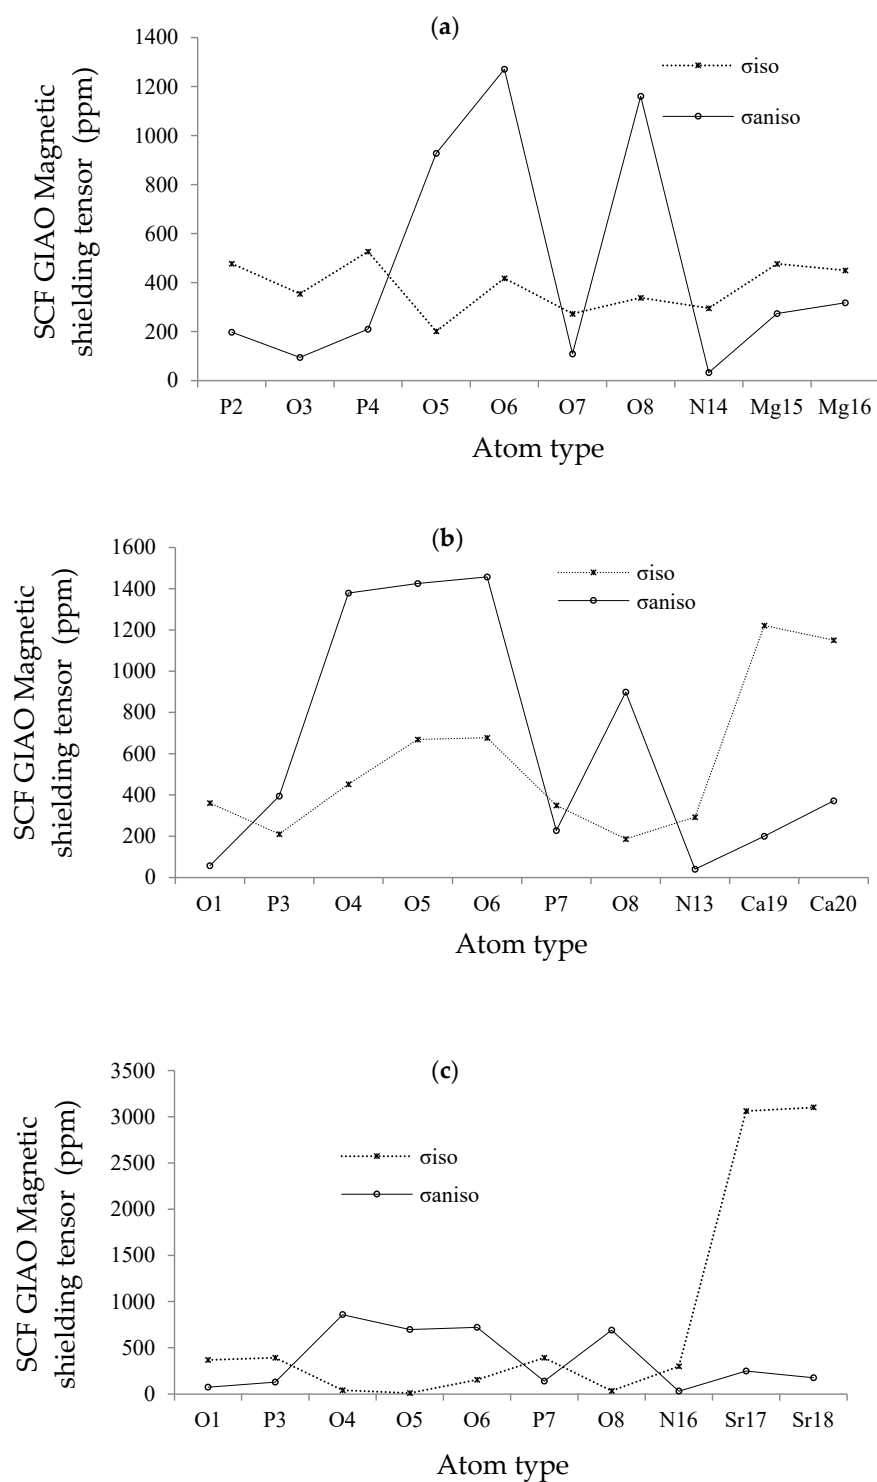 (a)
1400
1200
1000
800
600
400
200
0
SCF GIAO Magnetic
shielding tensor (ppm)
σiso
σaniso
P2 O3 P4 O5 O6 O7 O8 N14 Mg15 Mg16
Atom type
(b)
1600
1400
1200
1000
800
600
400
200
0
SCF GIAO Magnetic
shielding tensor (ppm)
σiso
σaniso
O1 P3 O4 O5 O6 P7 O8 N13 Ca19 Ca20
Atom type
(c)
3500
3000
2500
2000
1500
1000
500
0
SCF GIAO Magnetic
shielding tensor (ppm)
σiso
σaniso
O1 P3 O4 O5 O6 P7 O8 N16 Sr17 Sr18
Atom type